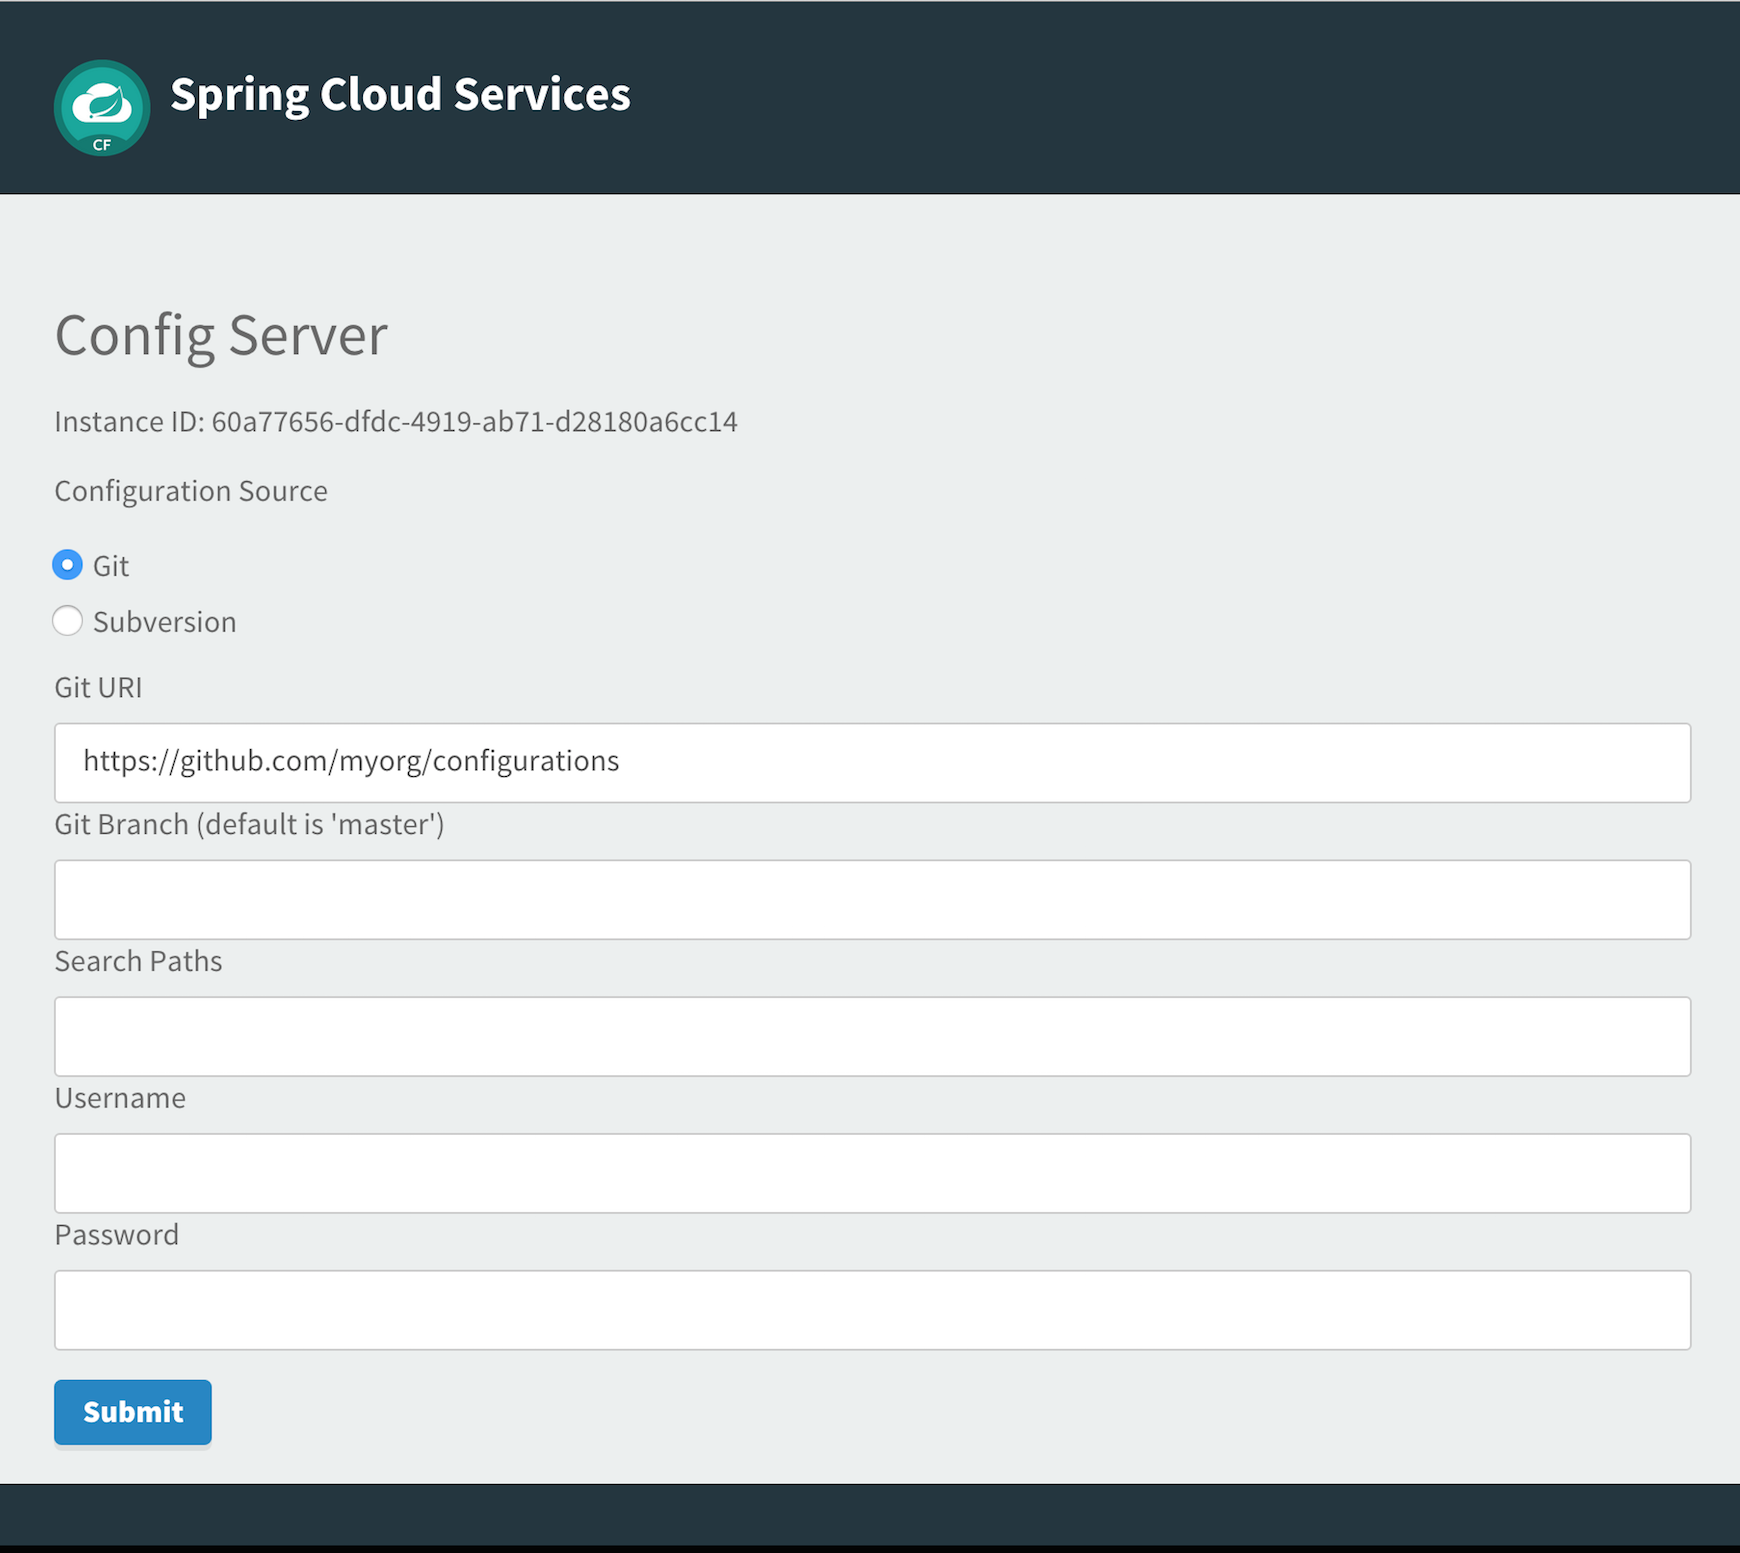 CF
Spring Cloud Services
Config Server
Instance ID: 60a77656-dfdc-4919-ab71-d28180a6cc14
Configuration Source
Git
Subversion
Git URI
https://github.com/myorg/configurations
Git Branch (default is 'master')
Search Paths
Username
Password
Submit